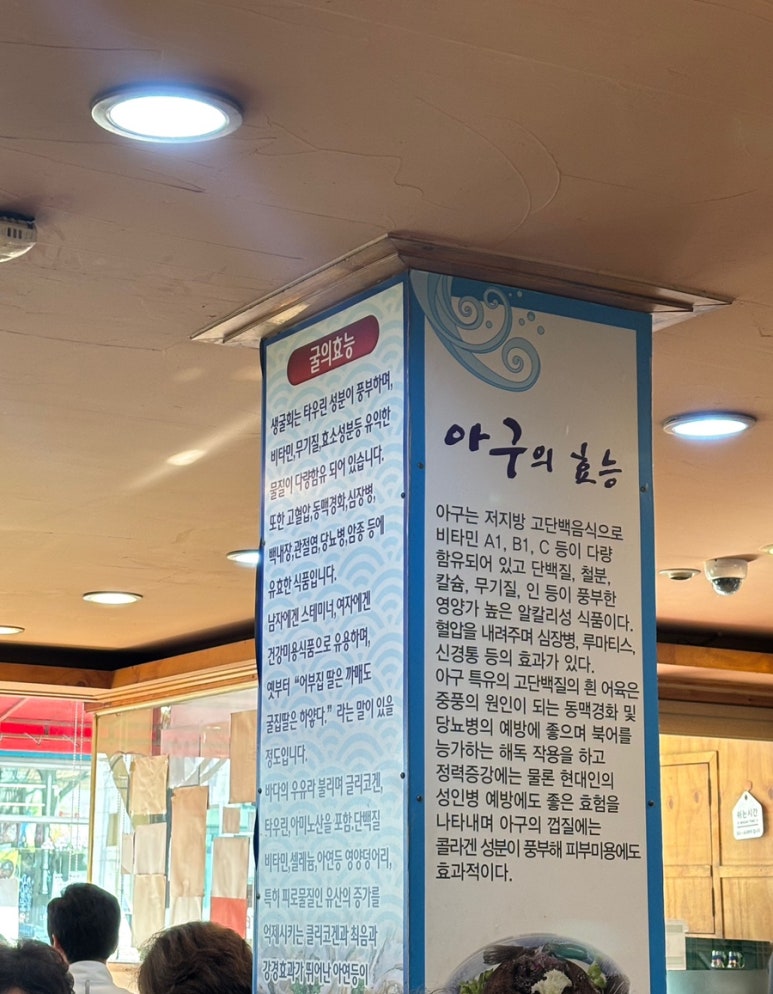 굴의효능
생굴회는 타우린 성분이 풍부하며,
비타민,무기질,효소성분등 유익한
물질이 다량함유 되어 있습니다.
또한 고혈압,동맥경화,심장병,
백내장,관절염,당뇨병,암종 등에
유효한 식품입니다.
남자에겐 스테미너,여자에겐
건강미용식품으로 유용하며,
옛부터 "어부집 딸은 까매도
굴집딸은 하얗다." 라는 말이 있을
정도입니다.
바다의 우유라 불리며 글리코겐,
타우린, 아미노산을 포함,단백질
비타민,셀레늄,아연등 영양덩어리,
특히 피로물질인 유산의 증가를
억제시키는 글리코겐과 최음과
강경효과가 뛰어난 아연등이
아구의 효능
아구는 저지방 고단백음식으로
비타민 A1, B1, C 등이 다량
함유되어 있고 단백질, 철분,
칼슘, 무기질, 인 등이 풍부한
영양가 높은 알칼리성 식품이다.
혈압을 내려주며 심장병, 루마티스,
신경통 등의 효과가 있다.
아구 특유의 고단백질의 흰 어육은
중풍의 원인이 되는 동맥경화 및
당뇨병의 예방에 좋으며 북어를
능가하는 해독 작용을 하고
정력증강에는 물론 현대인의
성인병 예방에도 좋은 효험을
나타내며 아구의 껍질에는
콜라겐 성분이 풍부해 피부미용에도
효과적이다.